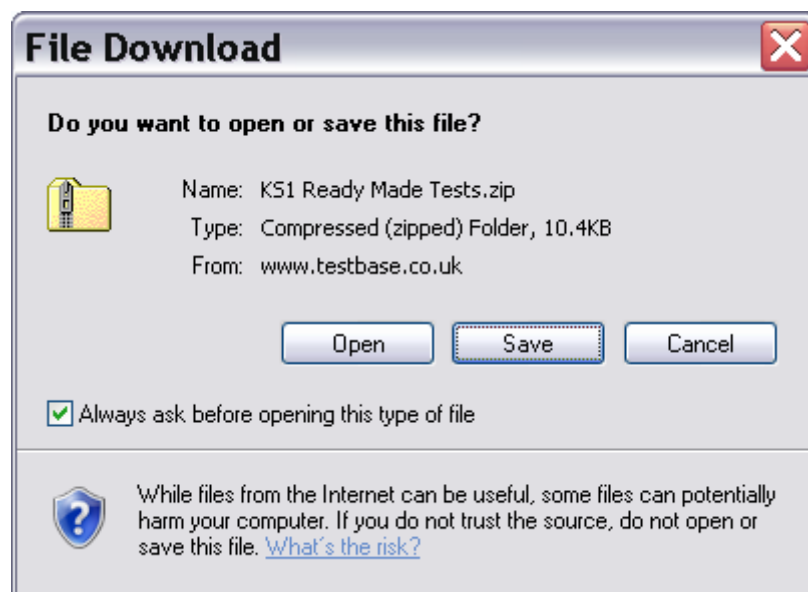 File Download
Do you want to open or save this file?
Name: KS1 Ready Made Tests.zip
Type: Compressed (zipped) Folder, 10.4KB
From: www.testbase.co.uk
Open Save Cancel
Always ask before opening this type of file
While files from the Internet can be useful, some files can potentially
harm your computer. If you do not trust the source, do not open or
save this file. What's the risk?